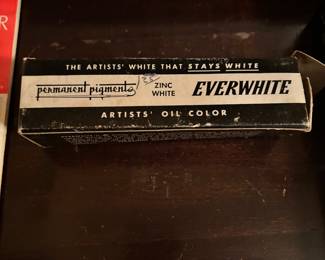 THE ARTISTS' WHITE THAT STAYS WHITE
permanent pigments
ZINC
WHITE
EVERWHITE
ARTISTS' OIL COLOR
R